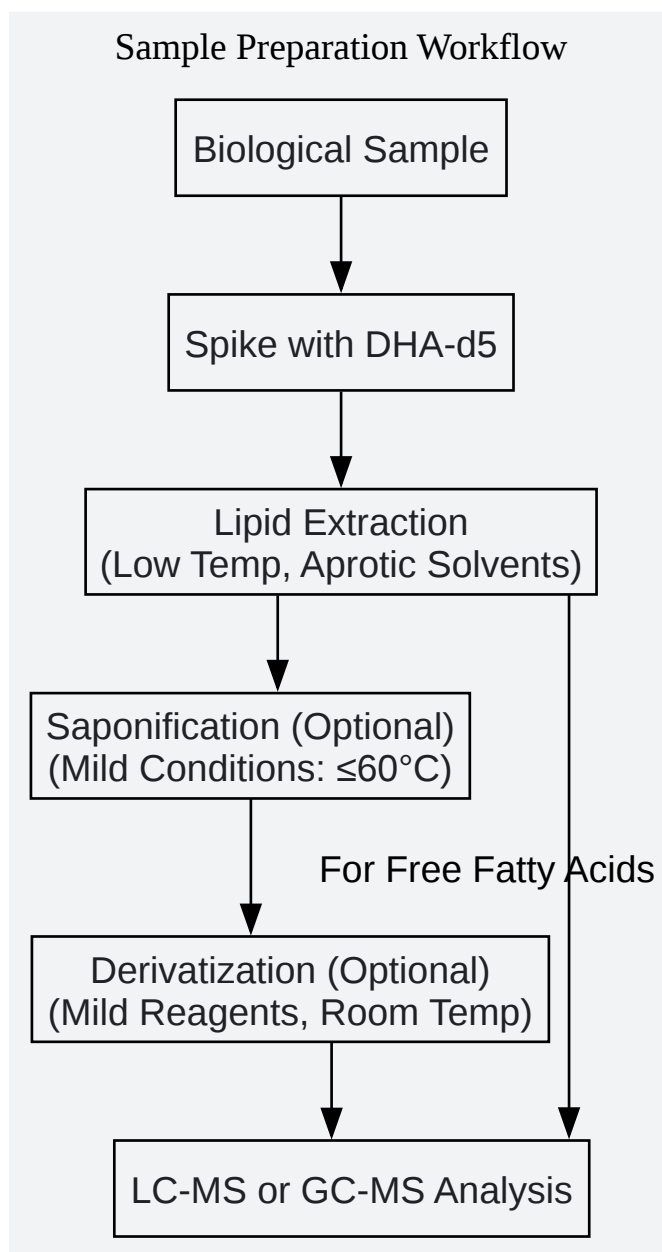 Sample Preparation Workflow
Biological Sample
Spike with DHA-d5
Lipid Extraction
(Low Temp, Aprotic Solvents)
Saponification (Optional)
(Mild Conditions: ≤60°C)
For Free Fatty Acids
Derivatization (Optional)
(Mild Reagents, Room Temp)
LC-MS or GC-MS Analysis